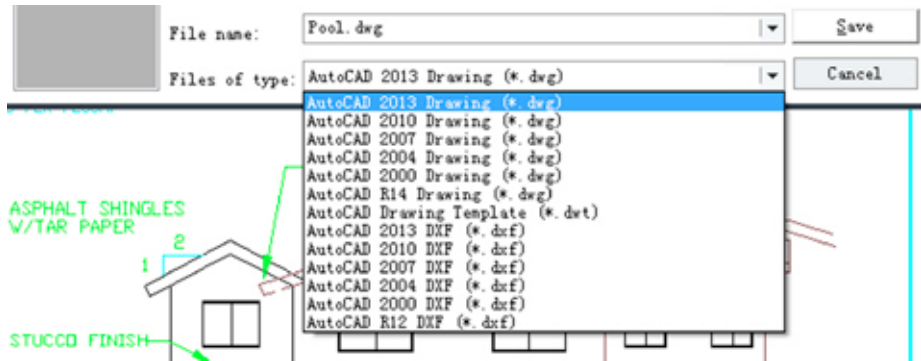 File name:
Pool.dwg
Save
Files of type:
AutoCAD 2013 Drawing (*.dwg)
Cancel
AutoCAD 2013 Drawing (*.dwg)
AutoCAD 2010 Drawing (*.dwg)
AutoCAD 2007 Drawing (*.dwg)
AutoCAD 2004 Drawing (*.dwg)
AutoCAD 2000 Drawing (*.dwg)
AutoCAD R14 Drawing (*.dwg)
AutoCAD Drawing Template (*.dwt)
AutoCAD 2013 DXF (*.dxf)
AutoCAD 2010 DXF (*.dxf)
AutoCAD 2007 DXF (*.dxf)
AutoCAD 2004 DXF (*.dxf)
AutoCAD 2000 DXF (*.dxf)
AutoCAD R12 DXF (*.dxf)
ASPHALT SHINGLES
W/TAR PAPER
2
1
STUCCO FINISH